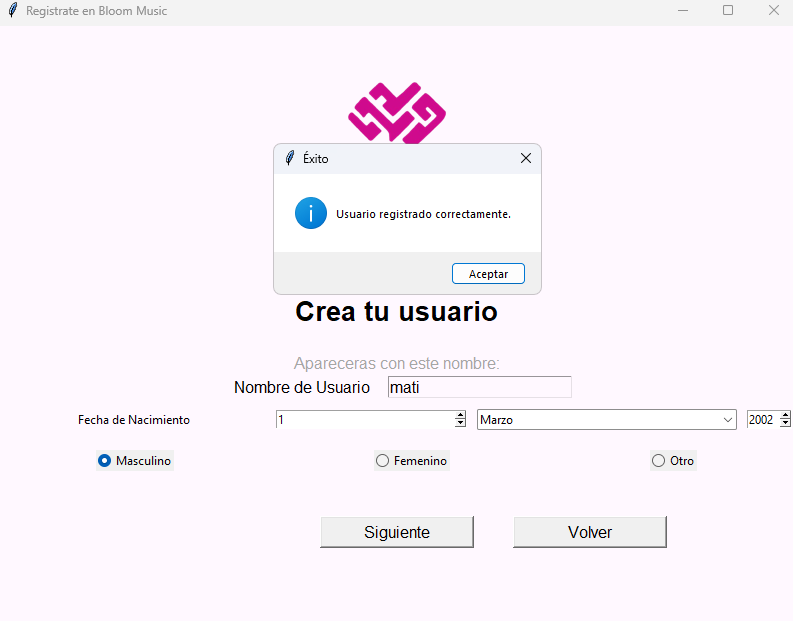 Registrate en Bloom Music
Éxito
Usuario registrado correctamente.
Aceptar
Crea tu usuario
Apareceras con este nombre:
Nombre de Usuario mati
Fecha de Nacimiento 1 Marzo 2002
Masculino Femenino Otro
Siguiente Volver